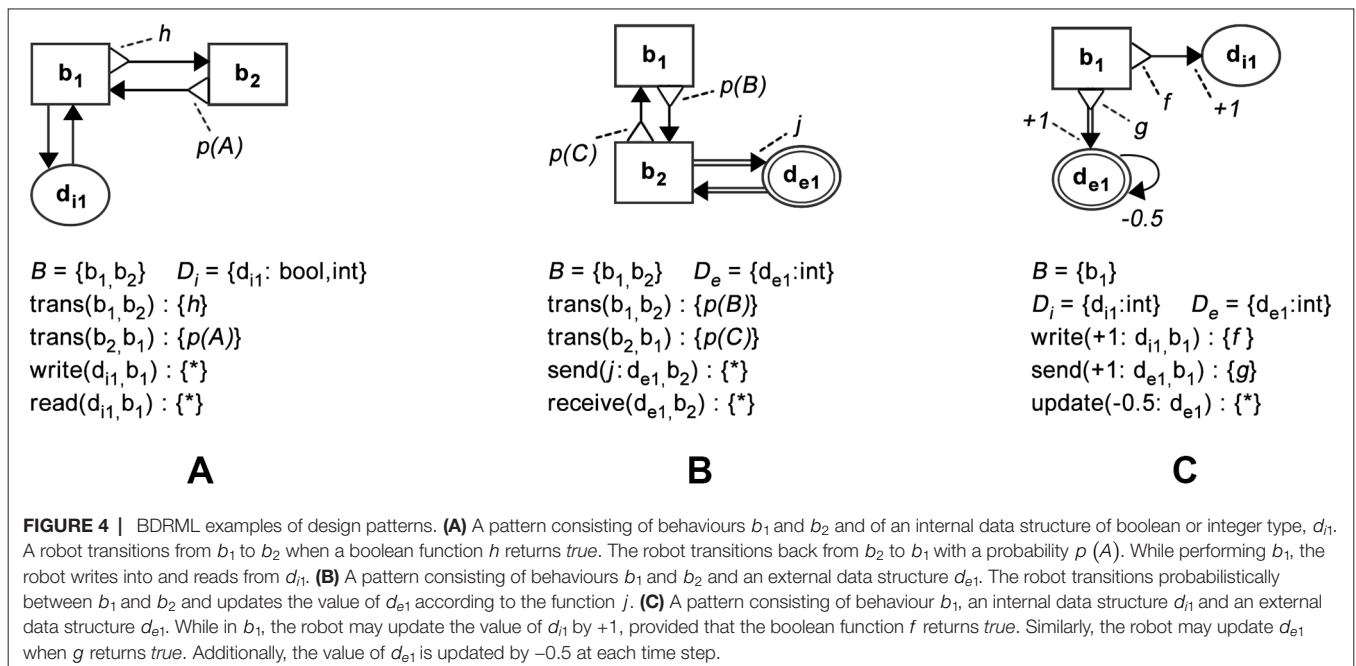 h
b1
b2
p(A)
di1
B = {b1,b2} Di = {di1: bool,int}
trans(b1,b2) : {h}
trans(b2,b1) : {p(A)}
write(di1,b1) : {*}
read(di1,b1) : {*}
A
b1
p(B)
p(C)
j
b2
de1
B = {b1,b2} De = {de1:int}
trans(b1,b2) : {p(B)}
trans(b2,b1) : {p(C)}
send(j: de1,b2) : {*}
receive(de1,b2) : {*}
B
b1
di1
f
+1
+1
g
de1
-0.5
B = {b1}
Di = {di1:int} De = {de1:int}
write(+1: di1,b1) : {f}
send(+1: de1,b1) : {g}
update(-0.5: de1) : {*}
C
FIGURE 4 | BDRML examples of design patterns. (A) A pattern consisting of behaviours b1 and b2 and of an internal data structure of boolean or integer type, di1.
A robot transitions from b1 to b2 when a boolean function h returns true. The robot transitions back from b2 to b1 with a probability p (A). While performing b1, the
robot writes into and reads from di1. (B) A pattern consisting of behaviours b1 and b2 and an external data structure de1. The robot transitions probabilistically
between b1 and b2 and updates the value of de1 according to the function j. (C) A pattern consisting of behaviour b1, an internal data structure di1 and an external
data structure de1. While in b1, the robot may update the value of di1 by +1, provided that the boolean function f returns true. Similarly, the robot may update de1
when g returns true. Additionally, the value of de1 is updated by −0.5 at each time step.